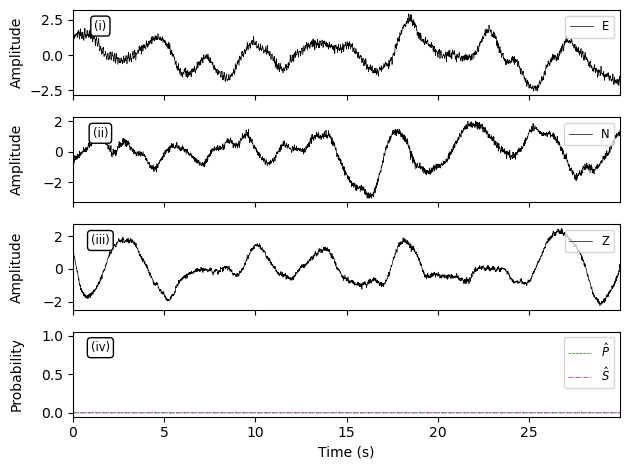 (i)
E
Amplitude
2.5
0.0
−2.5
(ii)
N
Amplitude
2
0
−2
(iii)
Z
Amplitude
2
0
−2
(iv)
P̂
Ŝ
Probability
1.0
0.5
0.0
0 5 10 15 20 25
Time (s)